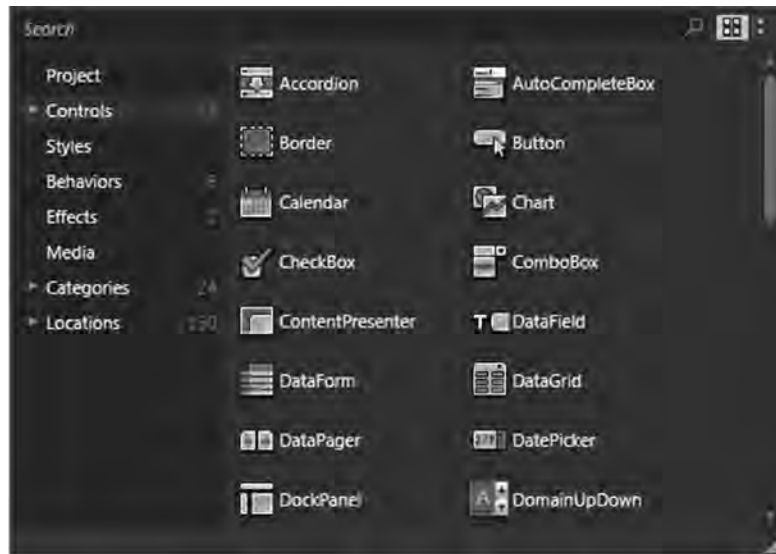 Search
Project
Controls
Styles
Behaviors
Effects
Media
Categories 24
Locations 130
Accordion AutoCompleteBox
Border Button
Calendar Chart
CheckBox ComboBox
ContentPresenter DataField
DataForm DataGrid
DataPager DatePicker
DockPanel DomainUpDown